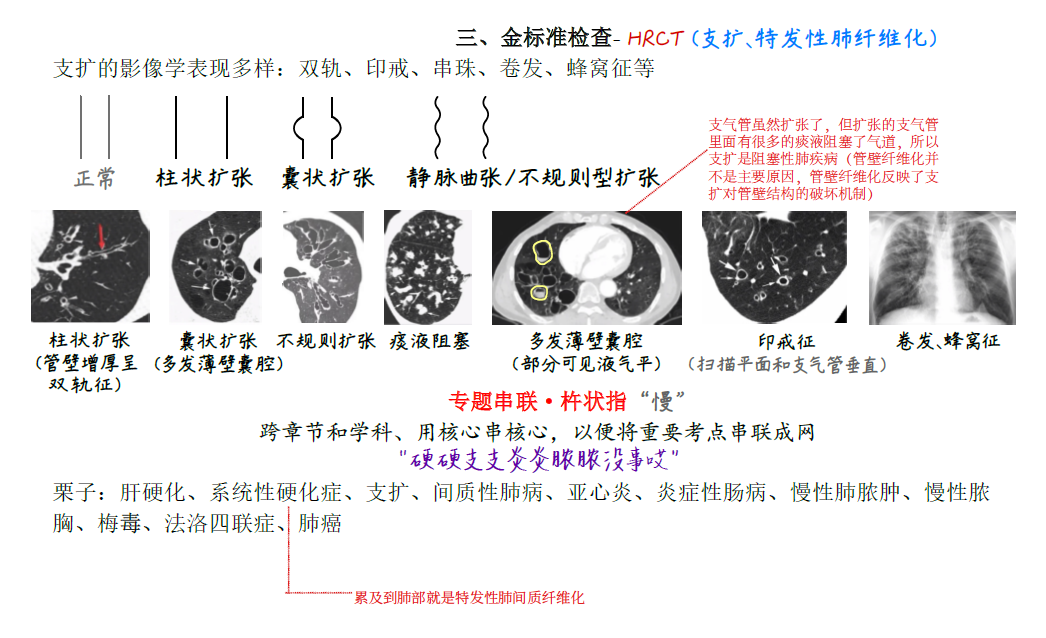 三、金标准检查- HRCT (支扩、特发性肺纤维化)
支扩的影像学表现多样：双轨、印戒、串珠、卷发、蜂窝征等
支气管虽然扩张了，但扩张的支气管
里面有很多的痰液阻塞了气道，所以
支扩是阻塞性肺疾病（管壁纤维化并
不是主要原因，管壁纤维化反映了支
扩对管壁结构的破坏机制）
正常
柱状扩张
囊状扩张
静脉曲张/不规则型扩张
柱状扩张
(管壁增厚呈
双轨征)
囊状扩张
(多发薄壁囊腔)
不规则扩张
痰液阻塞
多发薄壁囊腔
(部分可见液气平)
印戒征
(扫描平面和支气管垂直)
卷发、蜂窝征
专题串联·杵状指 “慢”
跨章节和学科、用核心串核心，以便将重要考点串联成网
"硬硬支支炎炎脓脓没事哎"
栗子：肝硬化、系统性硬化症、支扩、间质性肺病、亚心炎、炎症性肠病、慢性肺脓肿、慢性脓
胸、梅毒、法洛四联症、肺癌
累及到肺部就是特发性肺间质纤维化